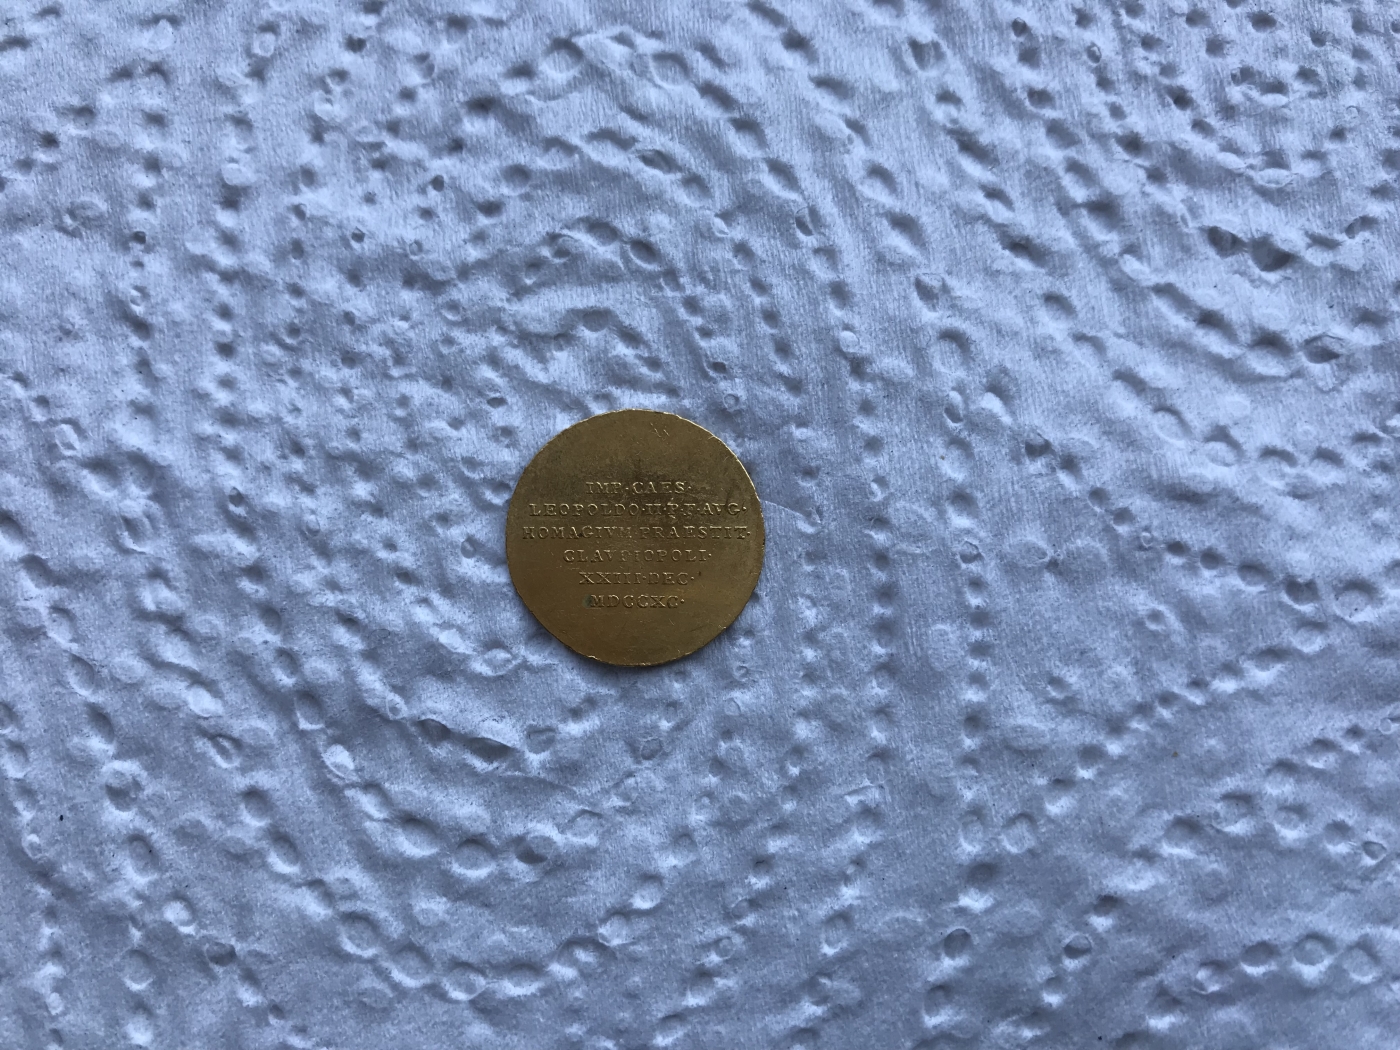 IMP·CAES·
LEOPOLDO·II·P·F·AVG·
HOMAGIVM PRAESTIT·
CLAVDIOPOLI·
XXIII·DEC·
MDCCXC·